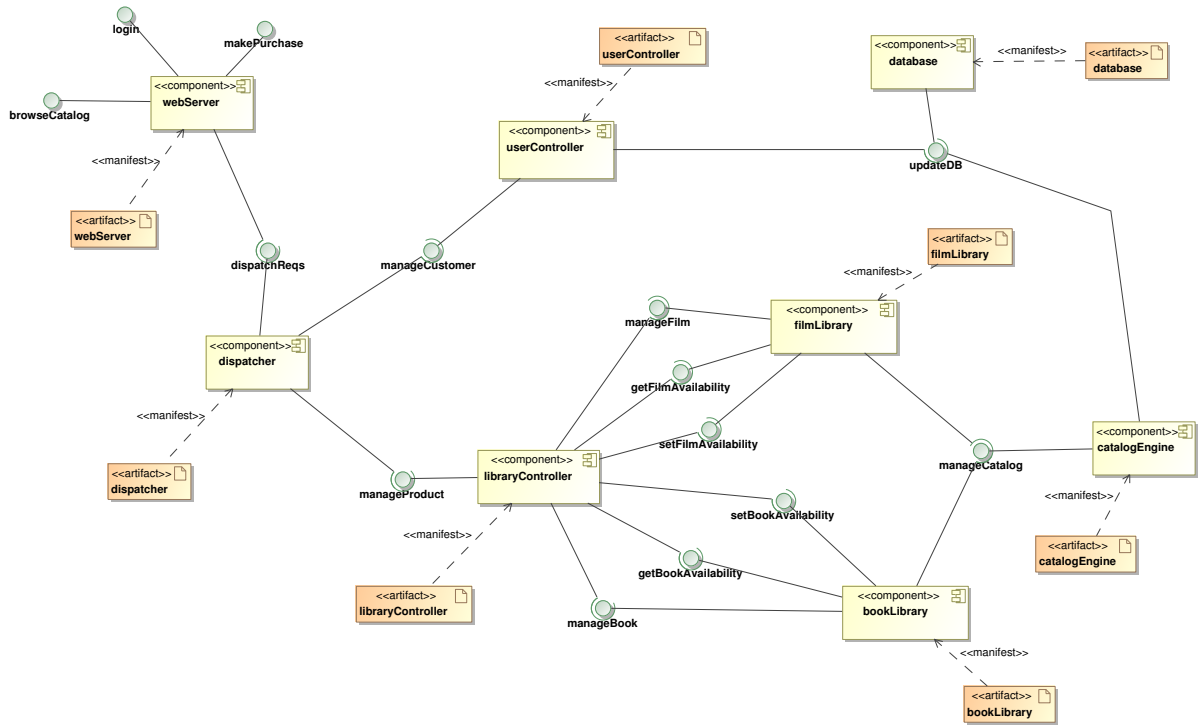 login
makePurchase
<<component>>
webServer
browseCatalog
<<manifest>>
<<artifact>>
webServer
dispatchReqs
<<artifact>>
userController
<<manifest>>
<<component>>
userController
manageCustomer
<<component>>
database
<<manifest>>
<<artifact>>
database
updateDB
<<artifact>>
filmLibrary
<<manifest>>
<<component>>
filmLibrary
manageFilm
getFilmAvailability
setFilmAvailability
<<component>>
dispatcher
<<manifest>>
<<artifact>>
dispatcher
manageProduct
<<component>>
libraryController
<<manifest>>
<<artifact>>
libraryController
manageCatalog
<<component>>
catalogEngine
<<manifest>>
<<artifact>>
catalogEngine
setBookAvailability
getBookAvailability
manageBook
<<component>>
bookLibrary
<<manifest>>
<<artifact>>
bookLibrary